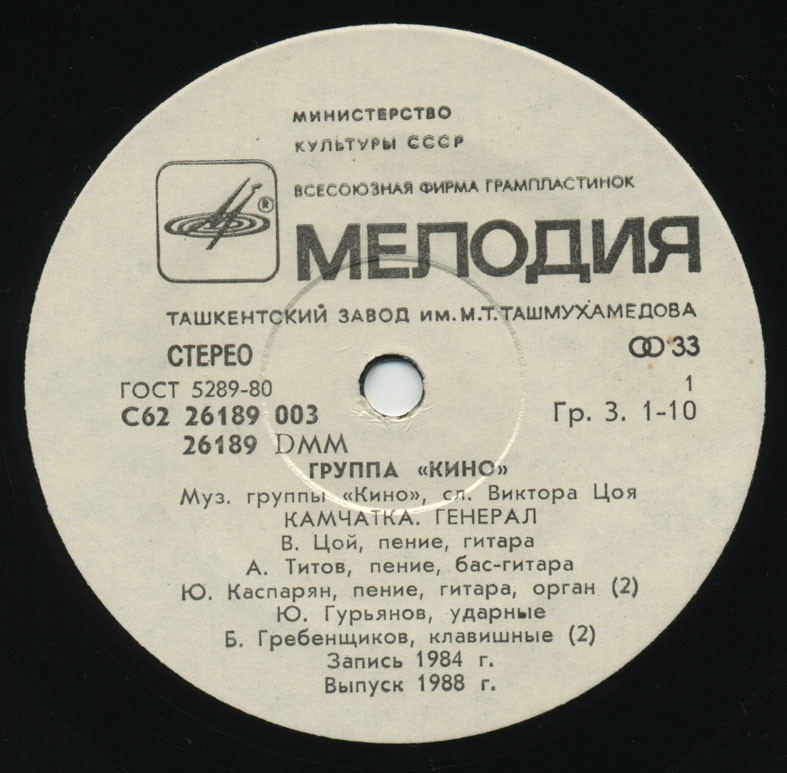 МИНИСТЕРСТВО
КУЛЬТУРЫ СССР
ВСЕСОЮЗНАЯ ФИРМА ГРАМПЛАСТИНОК
®
МЕЛОДИЯ
ТАШКЕНТСКИЙ ЗАВОД ИМ. М.Т. ТАШМУХАМЕДОВА
СТЕРЕО
33
ГОСТ 5289-80
1
С62 26189 003
Гр. 3. 1-10
26189 DMM
ГРУППА «КИНО»
Муз. группы «Кино», сл. Виктора Цоя
КАМЧАТКА. ГЕНЕРАЛ
В. Цой, пение, гитара
А. Титов, пение, бас-гитара
Ю. Каспарян, пение, гитара, орган (2)
Ю. Гурьянов, ударные
Б. Гребенщиков, клавишные (2)
Запись 1984 г.
Выпуск 1988 г.